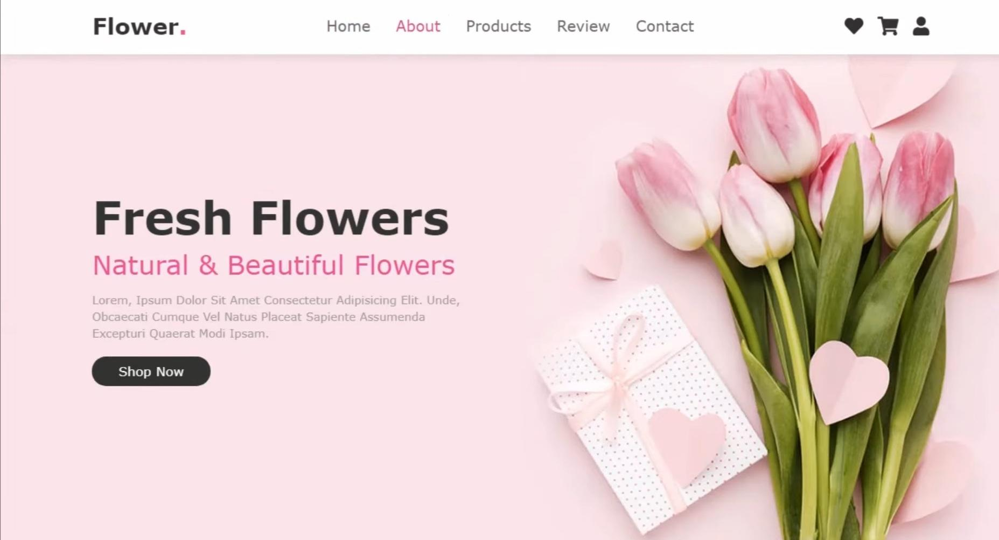 Flower.
Home About Products Review Contact
Fresh Flowers
Natural & Beautiful Flowers
Lorem, Ipsum Dolor Sit Amet Consectetur Adipisicing Elit. Unde,
Obcaecati Cumque Vel Natus Placeat Sapiente Assumenda
Excepturi Quaerat Modi Ipsam.
Shop Now